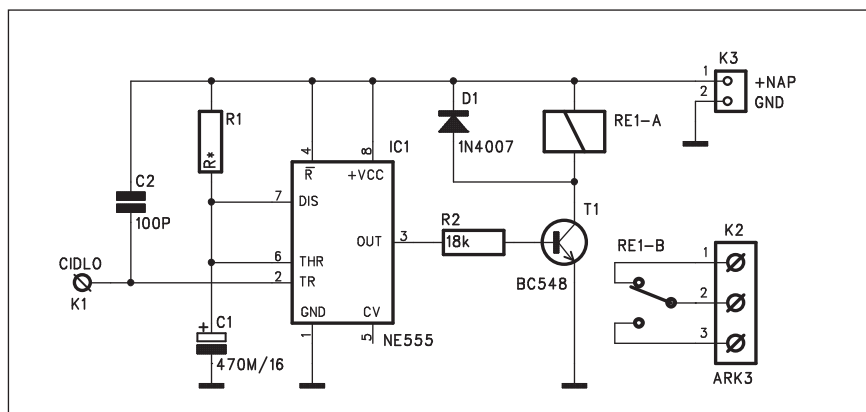 K3
1
+NAP
2
GND
D1
1N4007
RE1-A
R1
R*
IC1
4
8
R
+VCC
C2
100P
7
DIS
OUT
3
R2
18k
T1
BC548
CIDLO
K1
6
THR
2
TR
GND
CV
1
5
NE555
C1
+
470M/16
RE1-B
K2
1
2
3
ARK3